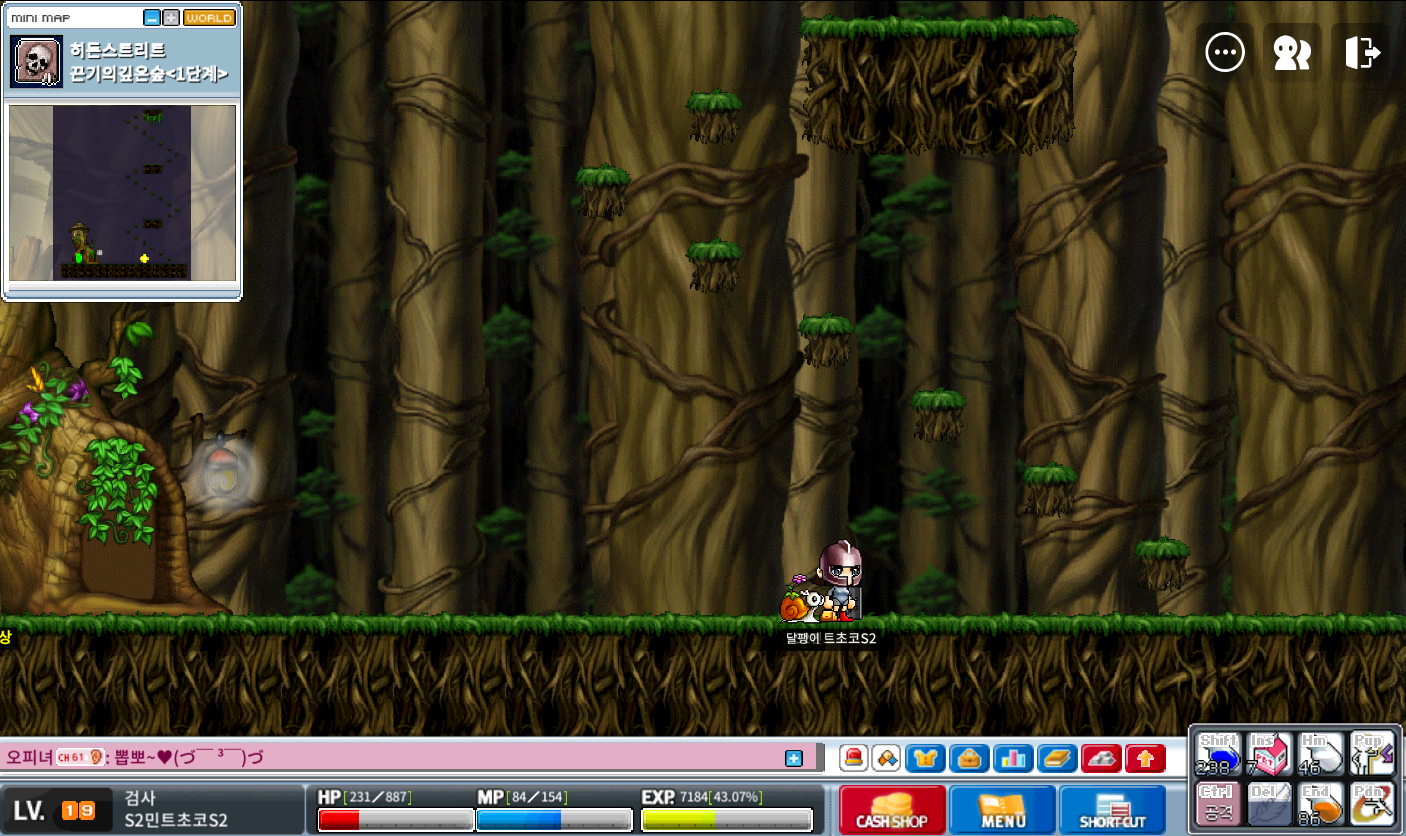 MINI MAP
WORLD
히든스트리트
끈기의깊은숲<1단계>
상
달팽이 트초코S2
오피녀 CH 61 : 뽑뽀~♥(づ￣ ³￣)づ
Shift
Ins
Hm
Pup
238
7
46
Ctrl
Del
End
Pdn
공격
86
LV. 19
검사
S2민트초코S2
HP[231/887]
MP[84/154]
EXP. 7184[43.07%]
CASH SHOP
MENU
SHORT CUT